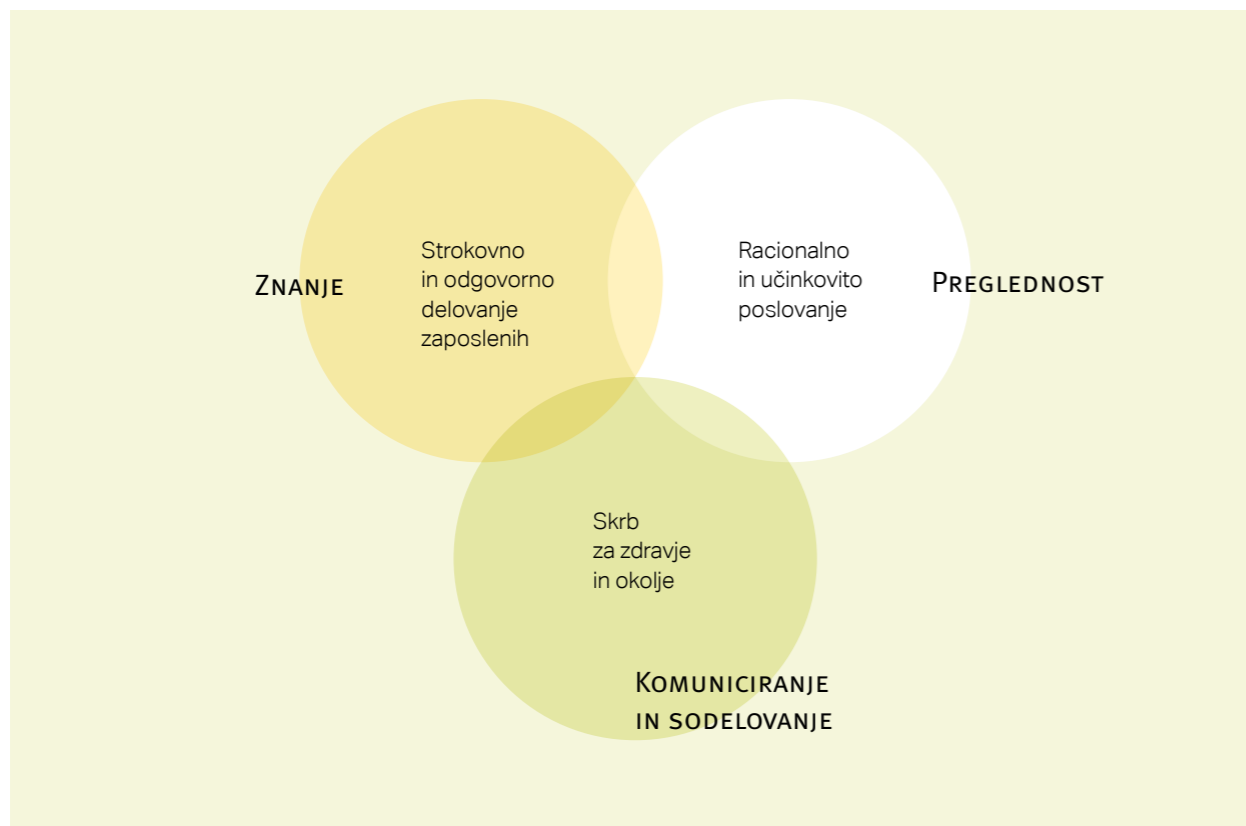 Znanje
Strokovno
in odgovorno
delovanje
zaposlenih
Racionalno
in učinkovito
poslovanje
Preglednost
Skrb
za zdravje
in okolje
Komuniciranje
in sodelovanje